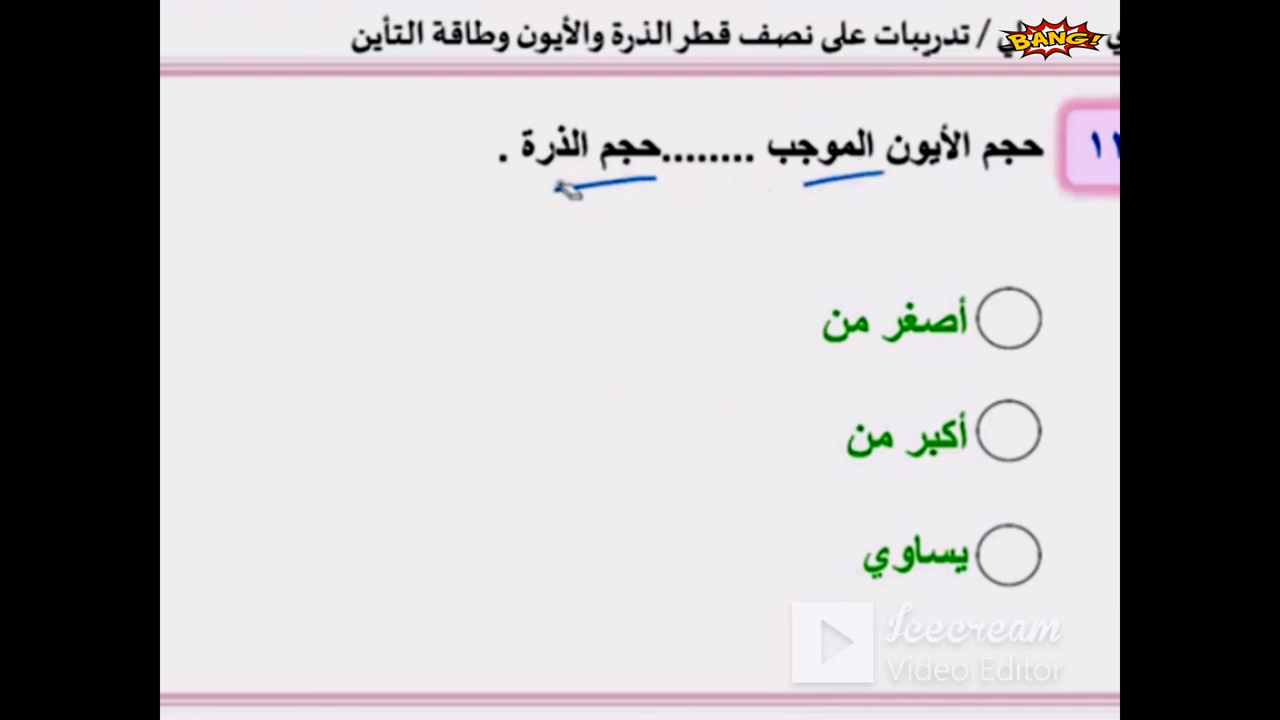 لي / تدريبات على نصف قطر الذرة والأيون وطاقة التأين
BANG!
١١
حجم الأيون الموجب ........حجم الذرة .
أصغر من
أكبر من
يساوي
Icecream
Video Editor